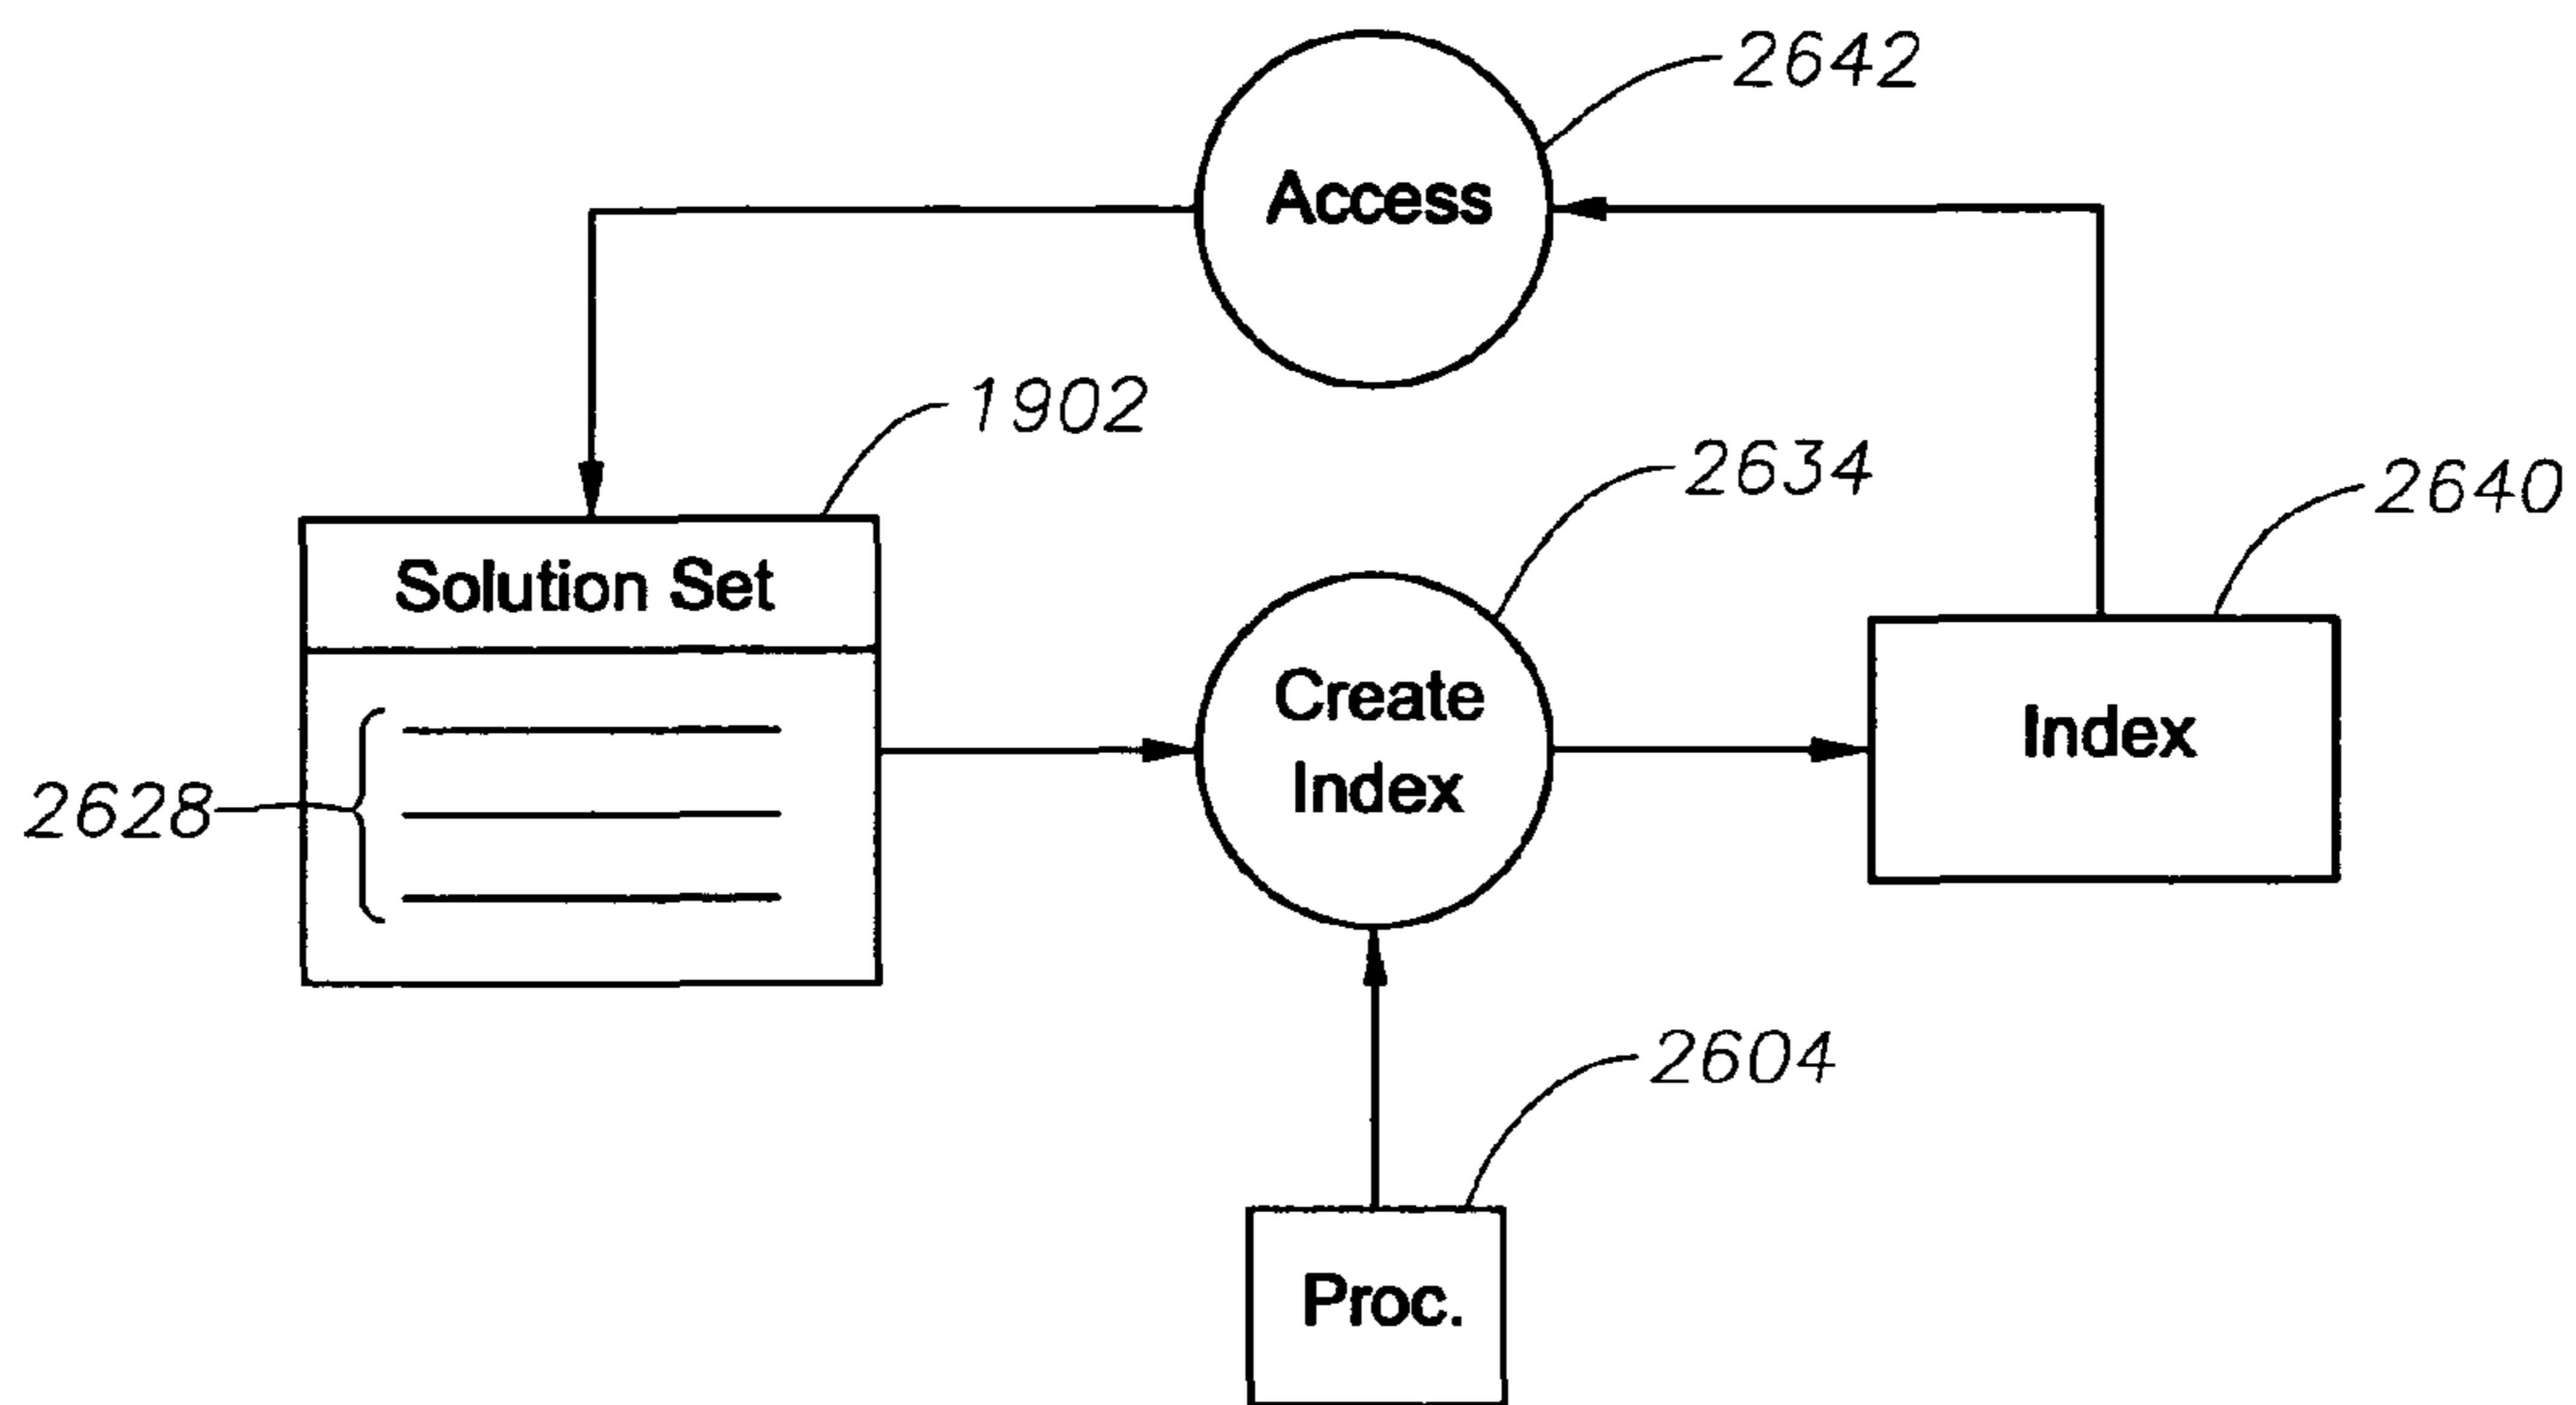 2642
Access
1902
2634
2640
Solution Set
Create
Index
Index
2628
2604
Proc.